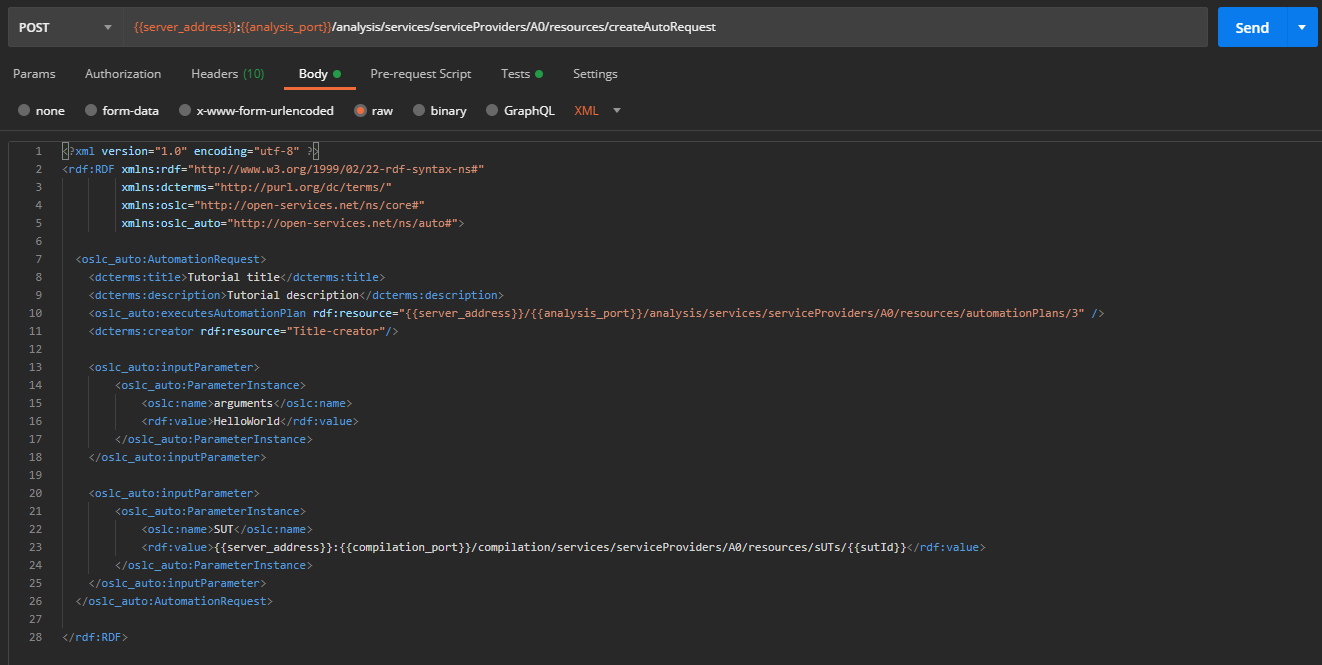 POST {{server_address}}:{{analysis_port}}/analysis/services/serviceProviders/A0/resources/createAutoRequest Send
Params Authorization Headers (10) Body Pre-request Script Tests Settings
none form-data x-www-form-urlencoded raw binary GraphQL XML
1 <?xml version="1.0" encoding="utf-8" ?>
2 <rdf:RDF xmlns:rdf="http://www.w3.org/1999/02/22-rdf-syntax-ns#"
3 xmlns:dcterms="http://purl.org/dc/terms/"
4 xmlns:oslc="http://open-services.net/ns/core#"
5 xmlns:oslc_auto="http://open-services.net/ns/auto#">
6
7 <oslc_auto:AutomationRequest>
8 <dcterms:title>Tutorial title</dcterms:title>
9 <dcterms:description>Tutorial description</dcterms:description>
10 <oslc_auto:executesAutomationPlan rdf:resource="{{server_address}}/{{analysis_port}}/analysis/services/serviceProviders/A0/resources/automationPlans/3" />
11 <dcterms:creator rdf:resource="Title-creator"/>
12
13 <oslc_auto:inputParameter>
14 <oslc_auto:ParameterInstance>
15 <oslc:name>arguments</oslc:name>
16 <rdf:value>HelloWorld</rdf:value>
17 </oslc_auto:ParameterInstance>
18 </oslc_auto:inputParameter>
19
20 <oslc_auto:inputParameter>
21 <oslc_auto:ParameterInstance>
22 <oslc:name>SUT</oslc:name>
23 <rdf:value>{{server_address}}:{{compilation_port}}/compilation/services/serviceProviders/A0/resources/sUTs/{{sutId}}</rdf:value>
24 </oslc_auto:ParameterInstance>
25 </oslc_auto:inputParameter>
26 </oslc_auto:AutomationRequest>
27
28 </rdf:RDF>